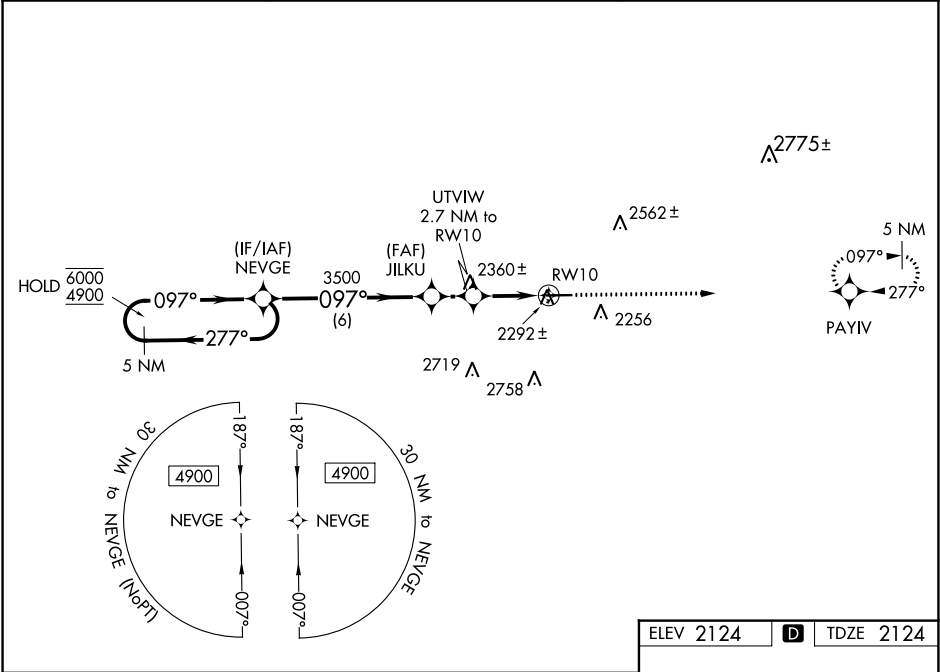 2775±
UTVIW
2.7 NM to
RW10
2562±
5 NM
(IF/IAF)
NEVGE
(FAF)
JILKU
2360±
RW10
097°
HOLD 6000
4900
3500
097°
097°
(6)
277°
277°
2292±
2256
PAYIV
5 NM
2719
2758
30 NM to NEVGE (NoPT)
187°
187°
30 NM to NEVGE
4900
4900
NEVGE
NEVGE
007°
007°
ELEV 2124 D TDZE 2124